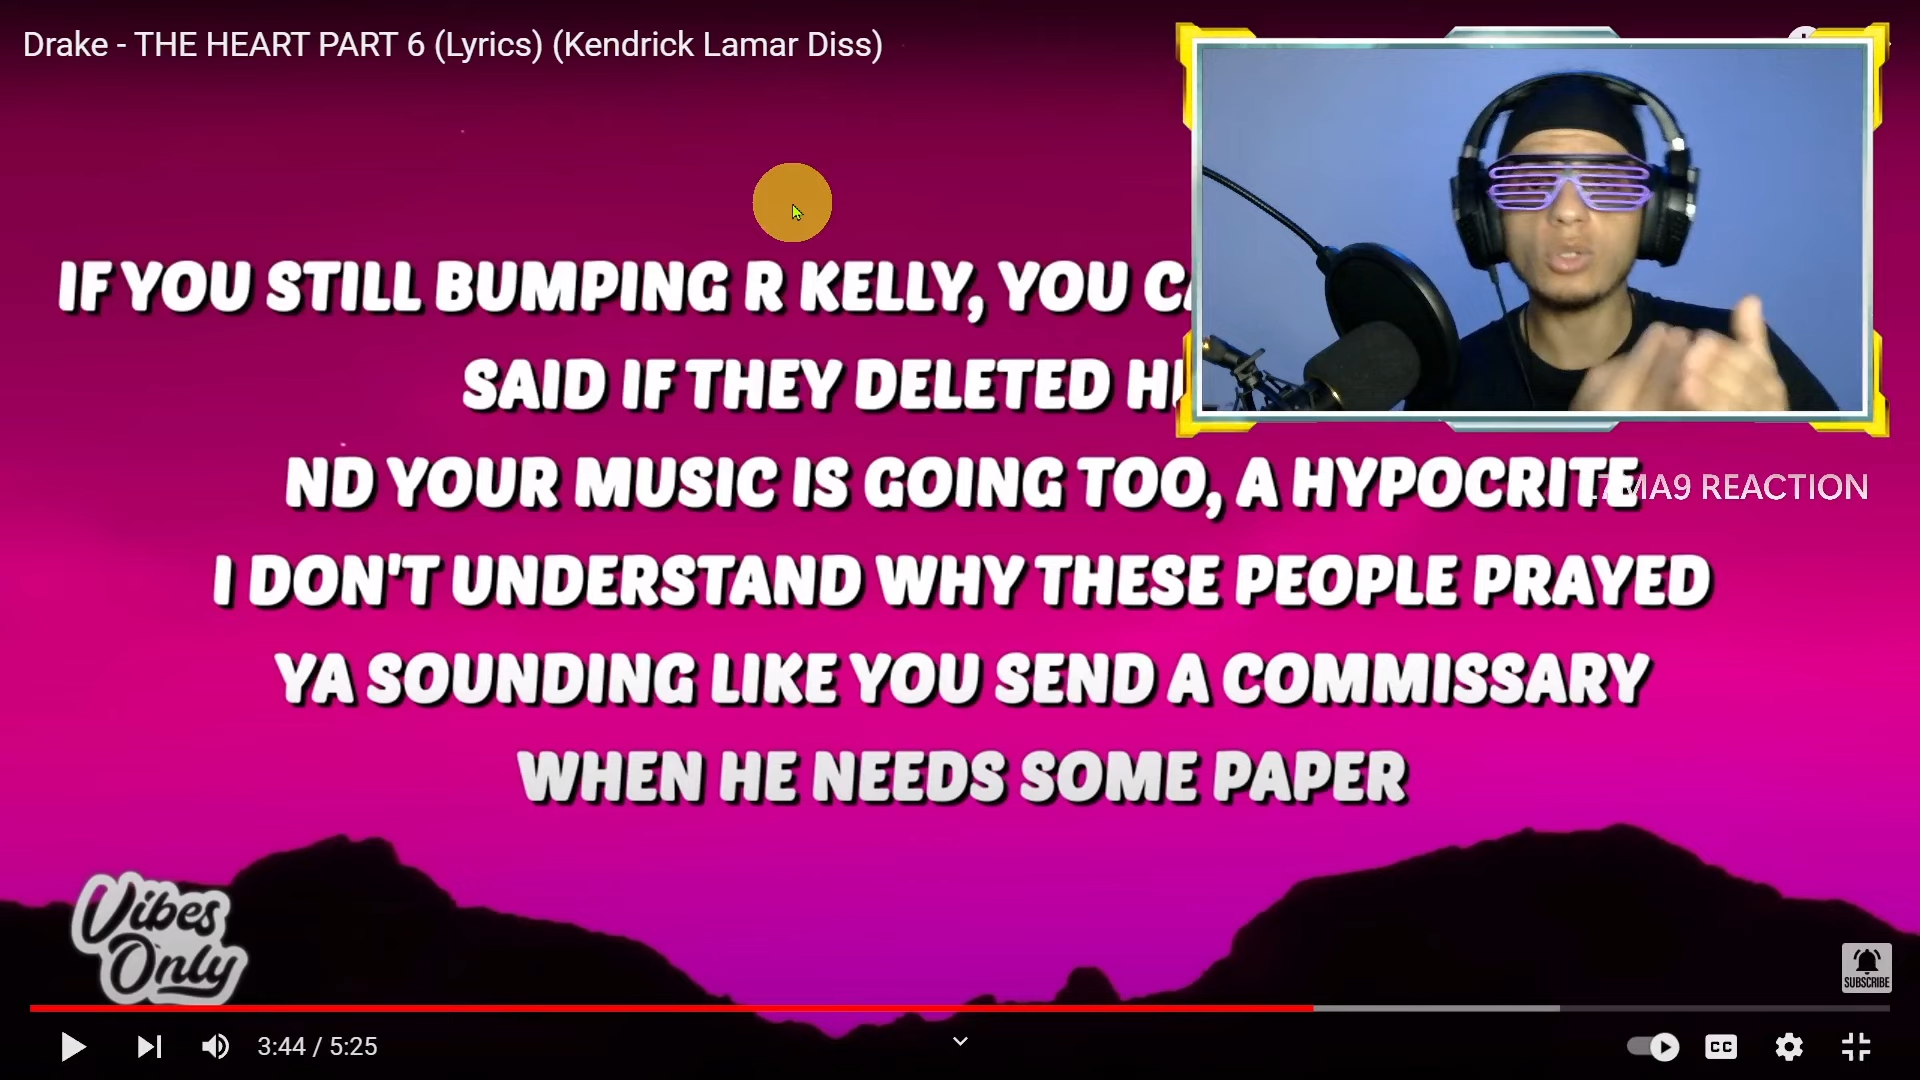 Drake - THE HEART PART 6 (Lyrics) (Kendrick Lamar Diss)
IF YOU STILL BUMPING R KELLY, YOU
SAID IF THEY DELETED
ND YOUR MUSIC IS GOING TOO, A HYPOCRITE
REACTION
I DON'T UNDERSTAND WHY THESE PEOPLE PRAYED
YA SOUNDING LIKE YOU SEND A COMMISSARY
WHEN HE NEEDS SOME PAPER
Vibes
Only
SUBSCRIBE
3:44 / 5:25
CC